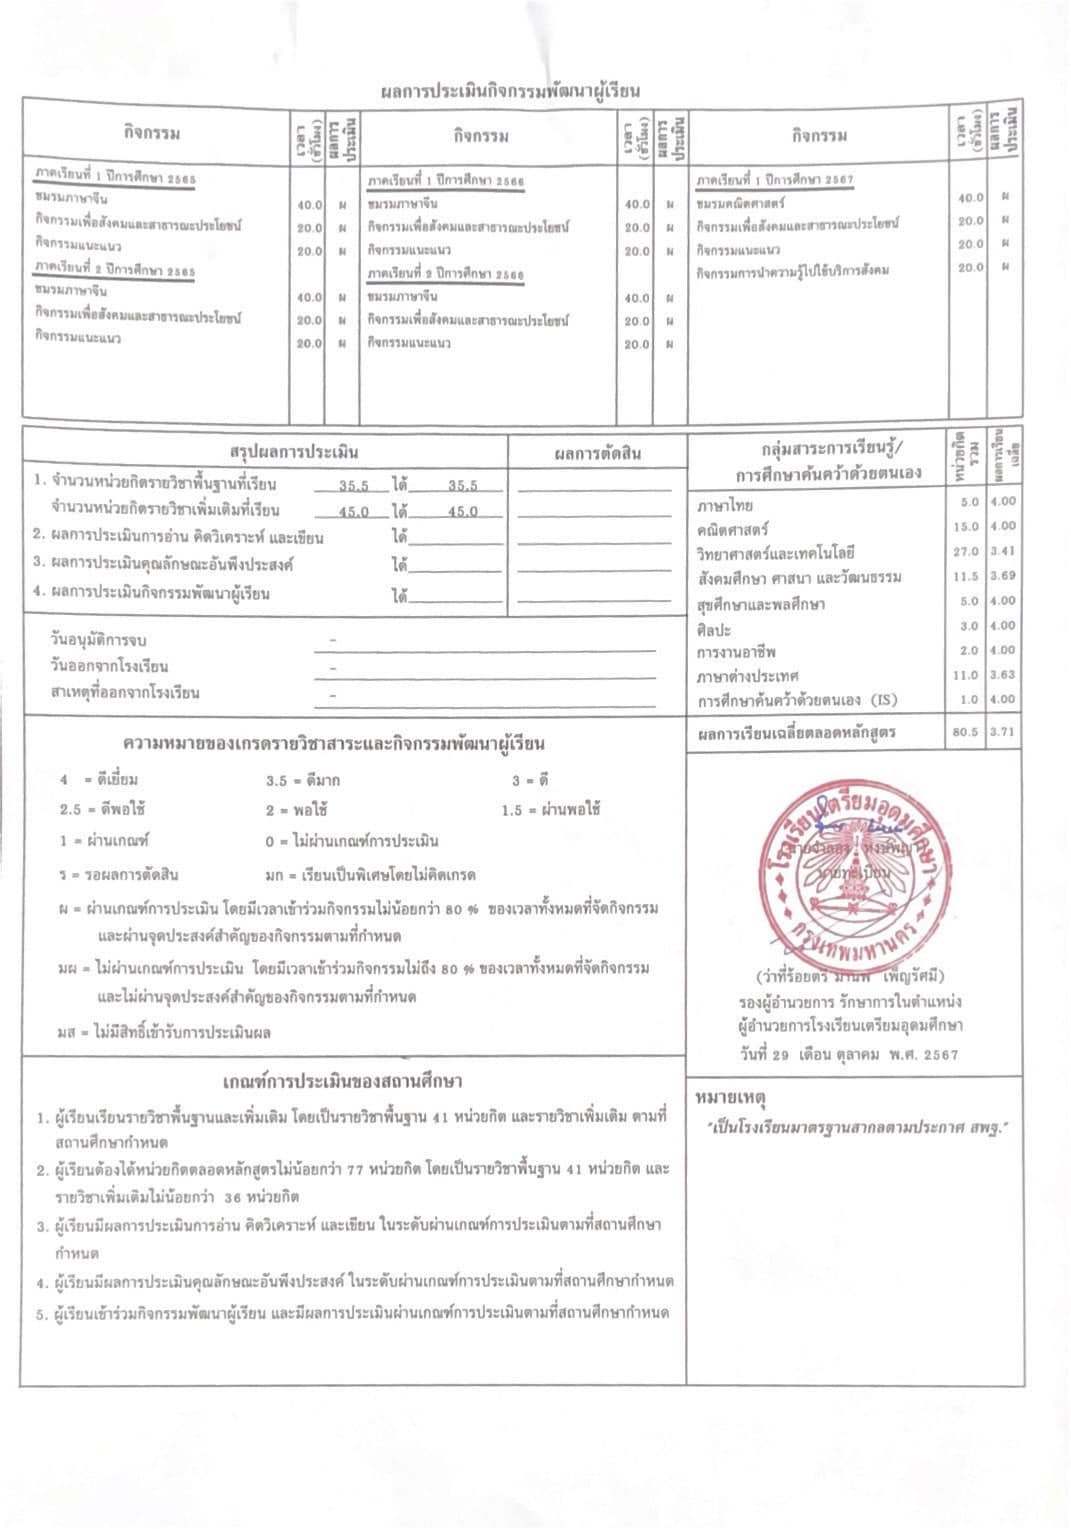 ผลการประเมินกิจกรรมพัฒนาผู้เรียน
กิจกรรม เวลา (ชั่วโมง) ผลการประเมิน
ภาคเรียนที่ 1 ปีการศึกษา 2565
ชมรมภาษาจีน 40.0 ผ
กิจกรรมเพื่อสังคมและสาธารณะประโยชน์ 20.0 ผ
กิจกรรมแนะแนว 20.0 ผ
ภาคเรียนที่ 2 ปีการศึกษา 2565
ชมรมภาษาจีน 40.0 ผ
กิจกรรมเพื่อสังคมและสาธารณะประโยชน์ 20.0 ผ
กิจกรรมแนะแนว 20.0 ผ
กิจกรรม เวลา (ชั่วโมง) ผลการประเมิน
ภาคเรียนที่ 1 ปีการศึกษา 2566
ชมรมภาษาจีน 40.0 ผ
กิจกรรมเพื่อสังคมและสาธารณะประโยชน์ 20.0 ผ
กิจกรรมแนะแนว 20.0 ผ
ภาคเรียนที่ 2 ปีการศึกษา 2566
ชมรมภาษาจีน 40.0 ผ
กิจกรรมเพื่อสังคมและสาธารณะประโยชน์ 20.0 ผ
กิจกรรมแนะแนว 20.0 ผ
กิจกรรม เวลา (ชั่วโมง) ผลการประเมิน
ภาคเรียนที่ 1 ปีการศึกษา 2567
ชมรมคณิตศาสตร์ 40.0 ผ
กิจกรรมเพื่อสังคมและสาธารณะประโยชน์ 20.0 ผ
กิจกรรมแนะแนว 20.0 ผ
กิจกรรมการนำความรู้ไปใช้บริการสังคม 20.0 ผ
สรุปผลการประเมิน ผลการตัดสิน
1. จำนวนหน่วยกิตรายวิชาพื้นฐานที่เรียน 35.5 ได้ 35.5
จำนวนหน่วยกิตรายวิชาเพิ่มเติมที่เรียน 45.0 ได้ 45.0
2. ผลการประเมินการอ่าน คิดวิเคราะห์ และเขียน ได้
3. ผลการประเมินคุณลักษณะอันพึงประสงค์ ได้
4. ผลการประเมินกิจกรรมพัฒนาผู้เรียน ได้
วันอนุมัติการจบ -
วันออกจากโรงเรียน -
สาเหตุที่ออกจากโรงเรียน -
กลุ่มสาระการเรียนรู้/ การศึกษาค้นคว้าด้วยตนเอง หน่วยกิตรวม ผลการเรียนเฉลี่ย
ภาษาไทย 5.0 4.00
คณิตศาสตร์ 15.0 4.00
วิทยาศาสตร์และเทคโนโลยี 27.0 3.41
สังคมศึกษา ศาสนา และวัฒนธรรม 11.5 3.69
สุขศึกษาและพลศึกษา 5.0 4.00
ศิลปะ 3.0 4.00
การงานอาชีพ 2.0 4.00
ภาษาต่างประเทศ 11.0 3.63
การศึกษาค้นคว้าด้วยตนเอง (IS) 1.0 4.00
ผลการเรียนเฉลี่ยตลอดหลักสูตร 80.5 3.71
ความหมายของเกรดรายวิชาสาระและกิจกรรมพัฒนาผู้เรียน
4 = ดีเยี่ยม 3.5 = ดีมาก 3 = ดี
2.5 = ดีพอใช้ 2 = พอใช้ 1.5 = ผ่านพอใช้
1 = ผ่านเกณฑ์ 0 = ไม่ผ่านเกณฑ์การประเมิน
ร = รอผลการตัดสิน มก = เรียนเป็นพิเศษโดยไม่คิดเกรด
ผ = ผ่านเกณฑ์การประเมิน โดยมีเวลาเข้าร่วมกิจกรรมไม่น้อยกว่า 80 % ของเวลาทั้งหมดที่จัดกิจกรรม
และผ่านจุดประสงค์สำคัญของกิจกรรมตามที่กำหนด
มผ = ไม่ผ่านเกณฑ์การประเมิน โดยมีเวลาเข้าร่วมกิจกรรมไม่ถึง 80 % ของเวลาทั้งหมดที่จัดกิจกรรม
และไม่ผ่านจุดประสงค์สำคัญของกิจกรรมตามที่กำหนด
มส = ไม่มีสิทธิ์เข้ารับการประเมินผล
โรงเรียนเตรียมอุดมศึกษา
กรุงเทพมหานคร
นายทะเบียน
(ว่าที่ร้อยตรี มานพ เพ็ญรัศมี)
รองผู้อำนวยการ รักษาการในตำแหน่ง
ผู้อำนวยการโรงเรียนเตรียมอุดมศึกษา
วันที่ 29 เดือน ตุลาคม พ.ศ. 2567
เกณฑ์การประเมินของสถานศึกษา
1. ผู้เรียนเรียนรายวิชาพื้นฐานและเพิ่มเติม โดยเป็นรายวิชาพื้นฐาน 41 หน่วยกิต และรายวิชาเพิ่มเติม ตามที่
สถานศึกษากำหนด
2. ผู้เรียนต้องได้หน่วยกิตตลอดหลักสูตรไม่น้อยกว่า 77 หน่วยกิต โดยเป็นรายวิชาพื้นฐาน 41 หน่วยกิต และ
รายวิชาเพิ่มเติมไม่น้อยกว่า 36 หน่วยกิต
3. ผู้เรียนมีผลการประเมินการอ่าน คิดวิเคราะห์ และเขียน ในระดับผ่านเกณฑ์การประเมินตามที่สถานศึกษา
กำหนด
4. ผู้เรียนมีผลการประเมินคุณลักษณะอันพึงประสงค์ ในระดับผ่านเกณฑ์การประเมินตามที่สถานศึกษากำหนด
5. ผู้เรียนเข้าร่วมกิจกรรมพัฒนาผู้เรียน และมีผลการประเมินผ่านเกณฑ์การประเมินตามที่สถานศึกษากำหนด
หมายเหตุ
"เป็นโรงเรียนมาตรฐานสากลตามประกาศ สพฐ."